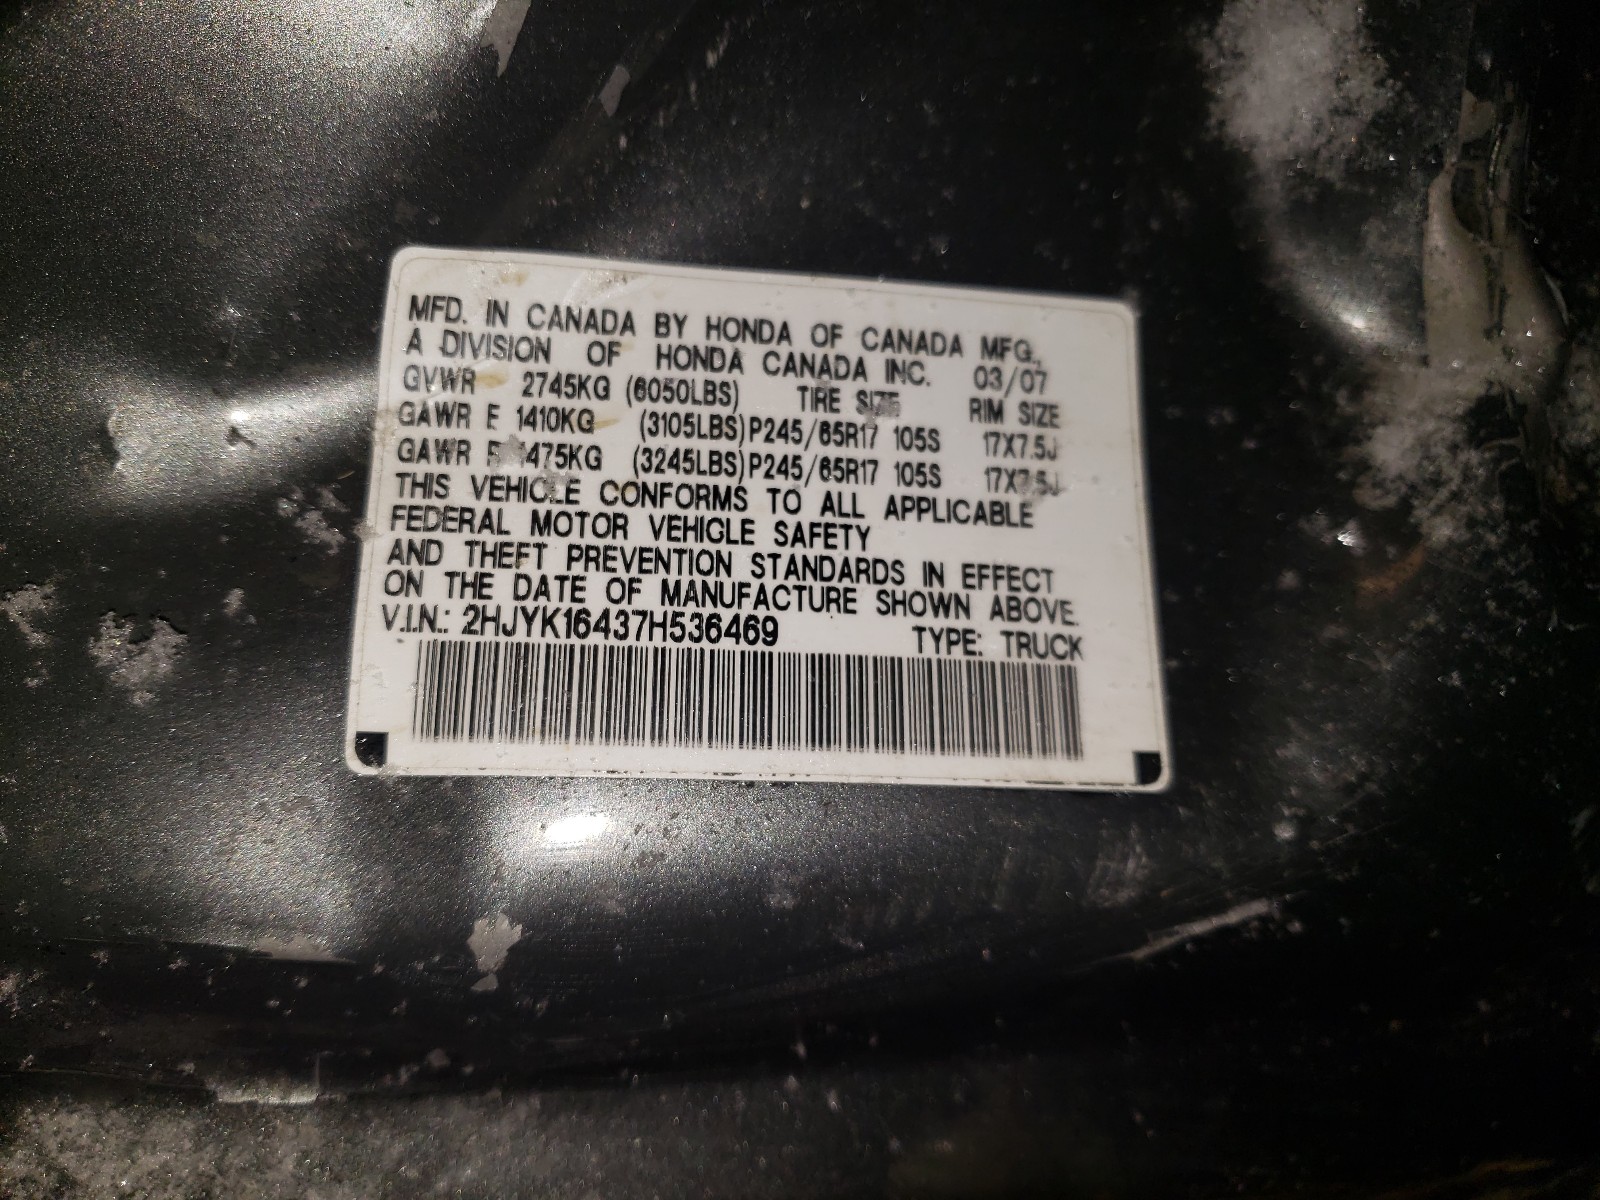 MFD. IN CANADA BY HONDA OF CANADA MFG.,
A DIVISION OF HONDA CANADA INC. 03/07
GVWR 2745KG (6050LBS) TIRE SIZE RIM SIZE
GAWR F 1410KG (3105LBS) P245/65R17 105S 17X7.5J
GAWR R 1475KG (3245LBS) P245/65R17 105S 17X7.5J
THIS VEHICLE CONFORMS TO ALL APPLICABLE
FEDERAL MOTOR VEHICLE SAFETY
AND THEFT PREVENTION STANDARDS IN EFFECT
ON THE DATE OF MANUFACTURE SHOWN ABOVE.
V.I.N.: 2HJYK16437H536469 TYPE: TRUCK